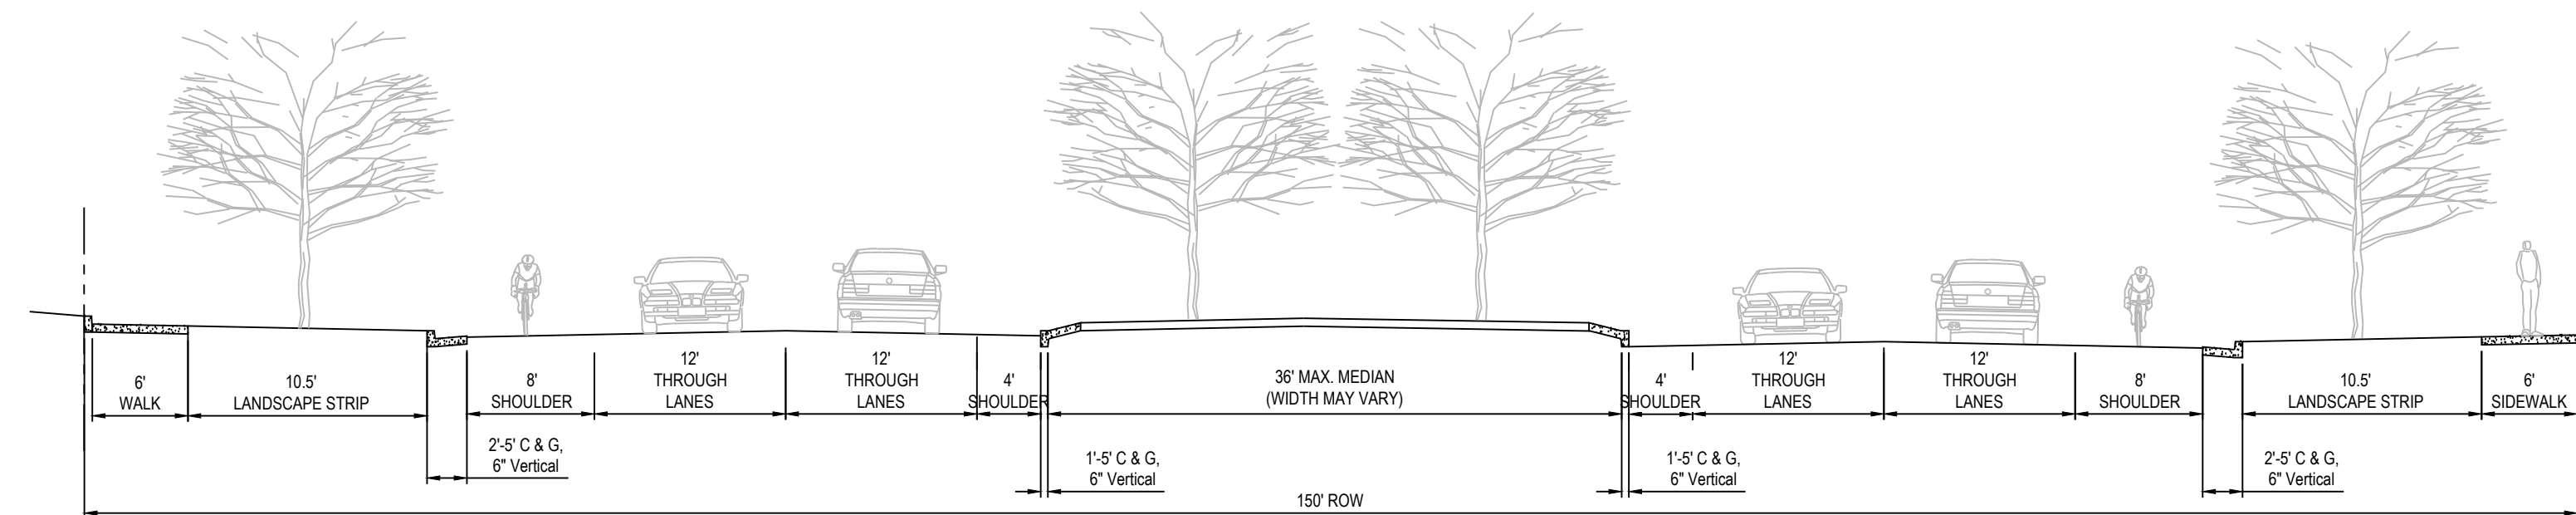 6'
WALK
10.5'
LANDSCAPE STRIP
8'
SHOULDER
12'
THROUGH
LANES
12'
THROUGH
LANES
4'
SHOULDER
36' MAX. MEDIAN
(WIDTH MAY VARY)
4'
SHOULDER
12'
THROUGH
LANES
12'
THROUGH
LANES
8'
SHOULDER
10.5'
LANDSCAPE STRIP
6'
SIDEWALK
2'-5' C & G,
6" Vertical
1'-5' C & G,
6" Vertical
1'-5' C & G,
6" Vertical
2'-5' C & G,
6" Vertical
150' ROW